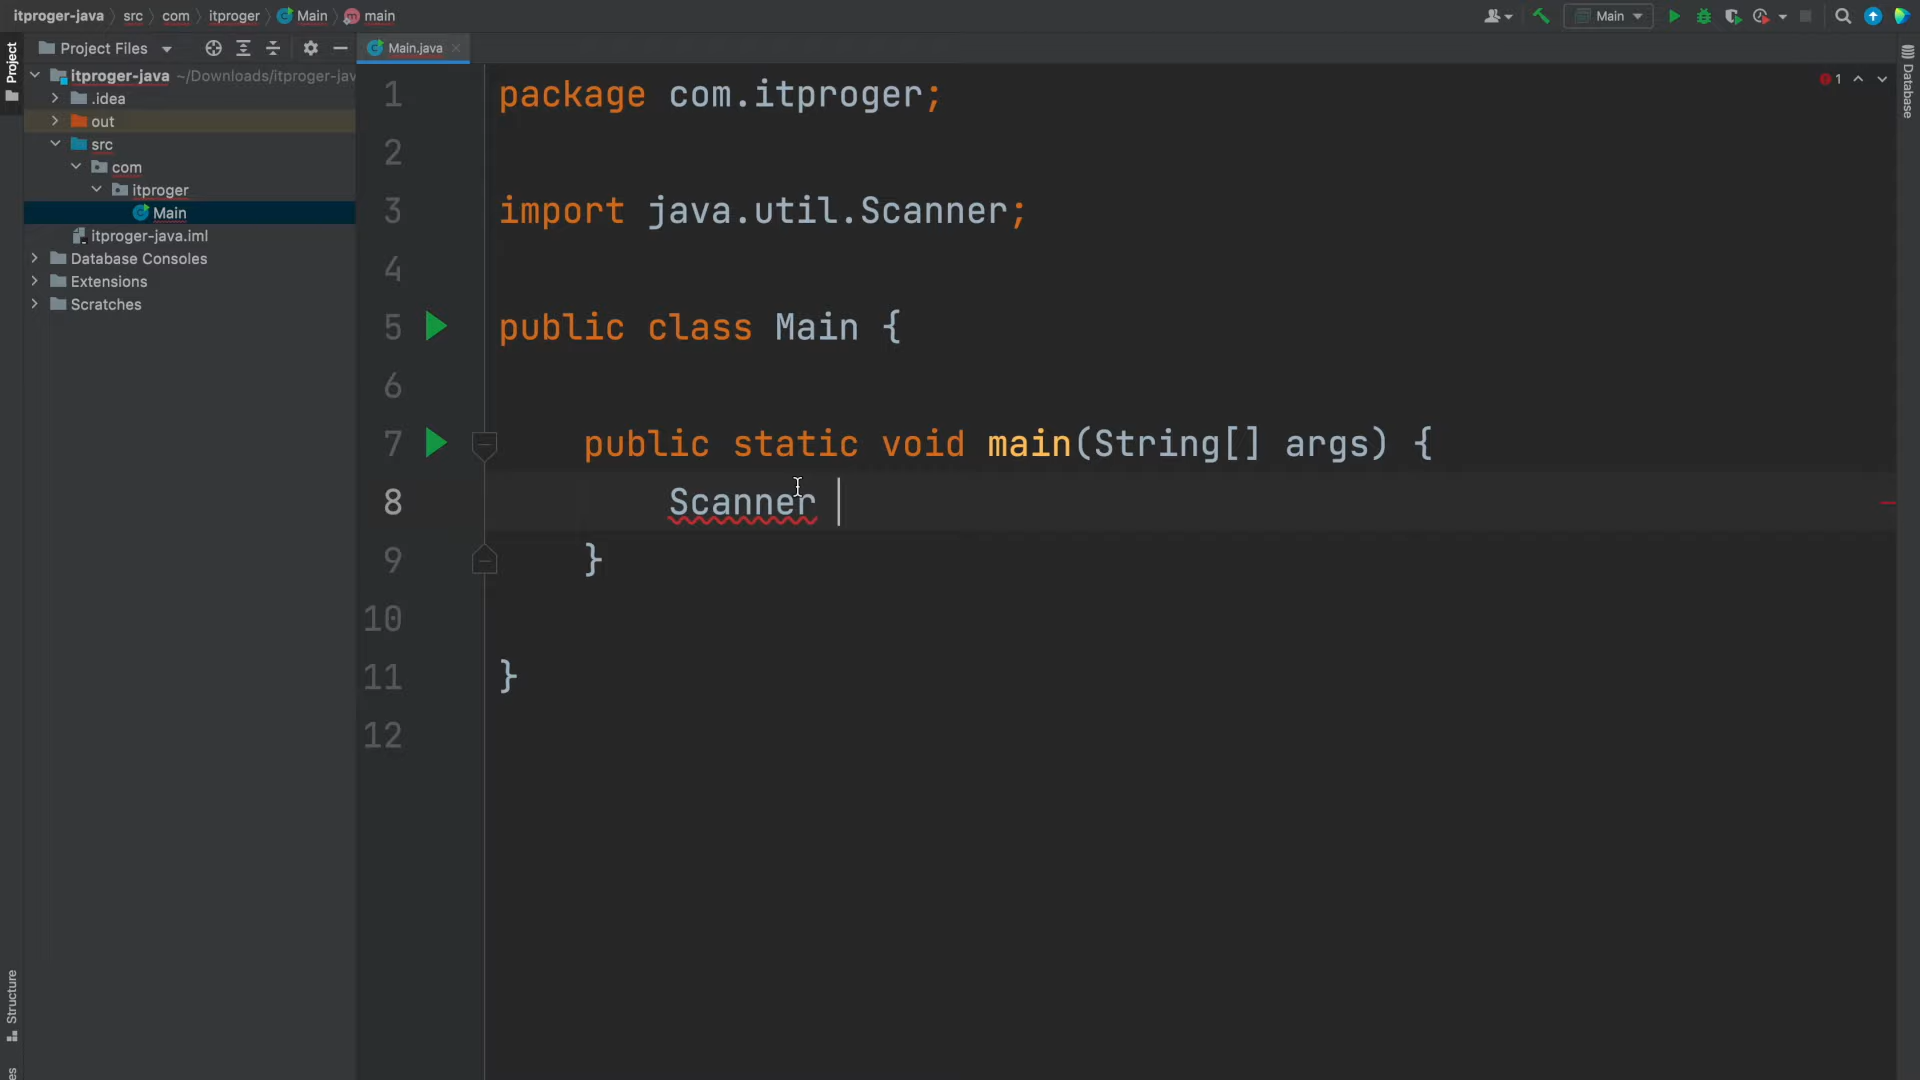 itproger-java src com itproger Main main
Main
Project Files
Main.java
Project
Database
itproger-java ~/Downloads/itproger-jav
.idea
out
src
com
itproger
Main
itproger-java.iml
Database Consoles
Extensions
Scratches
1
1 package com.itproger;
2
3 import java.util.Scanner;
4
5 public class Main {
6
7 public static void main(String[] args) {
8 Scanner
9 }
10
11 }
12
Structure